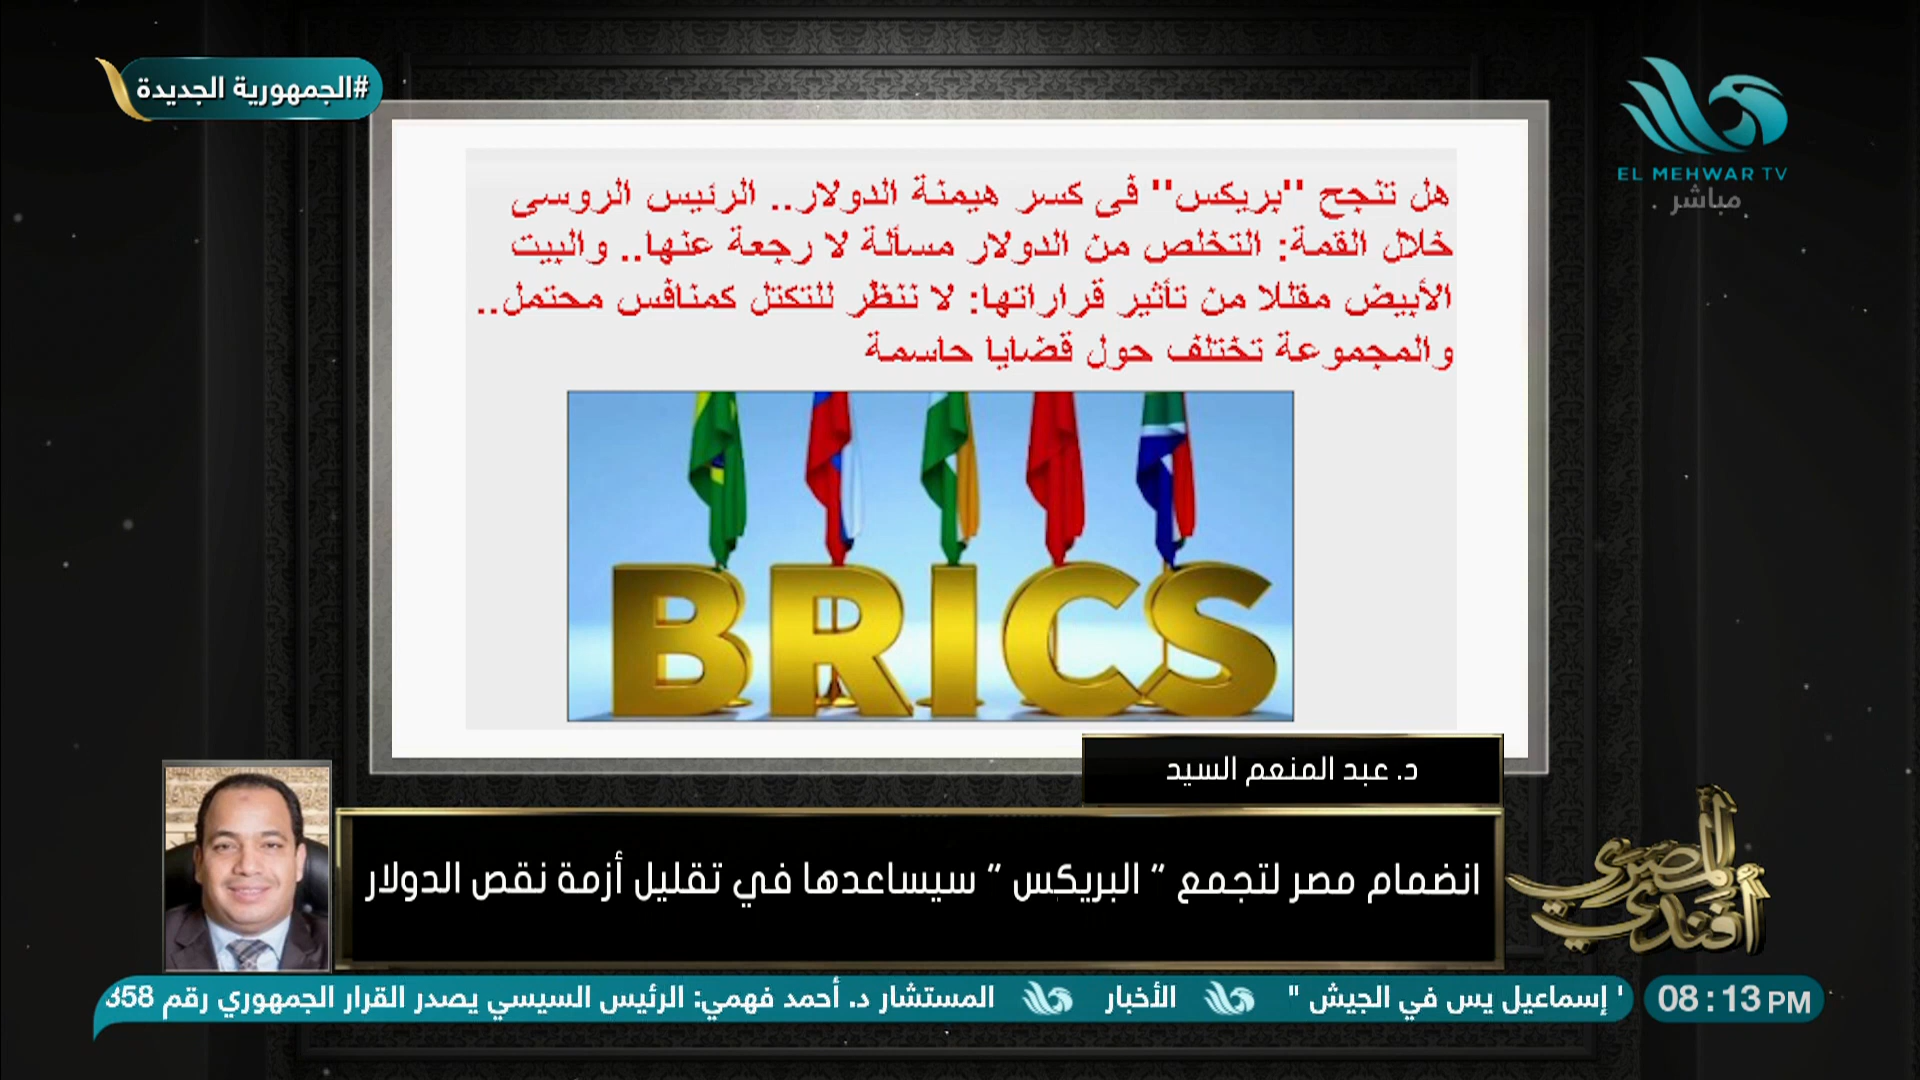 #الجمهورية الجديدة
EL MEHWAR TV
مباشر
هل تنجح "بريكس" فى كسر هيمنة الدولار.. الرئيس الروسى
خلال القمة: التخلص من الدولار مسألة لا رجعة عنها.. والبيت
الأبيض مقللا من تأثير قراراتها: لا ننظر للتكتل كمنافس محتمل..
والمجموعة تختلف حول قضايا حاسمة
BRICS
د. عبد المنعم السيد
انضمام مصر لتجمع " البريكس " سيساعدها في تقليل أزمة نقص الدولار
المصري
أفندي
' إسماعيل يس في الجيش " الأخبار المستشار د. أحمد فهمي: الرئيس السيسي يصدر القرار الجمهوري رقم 358
08:13 PM